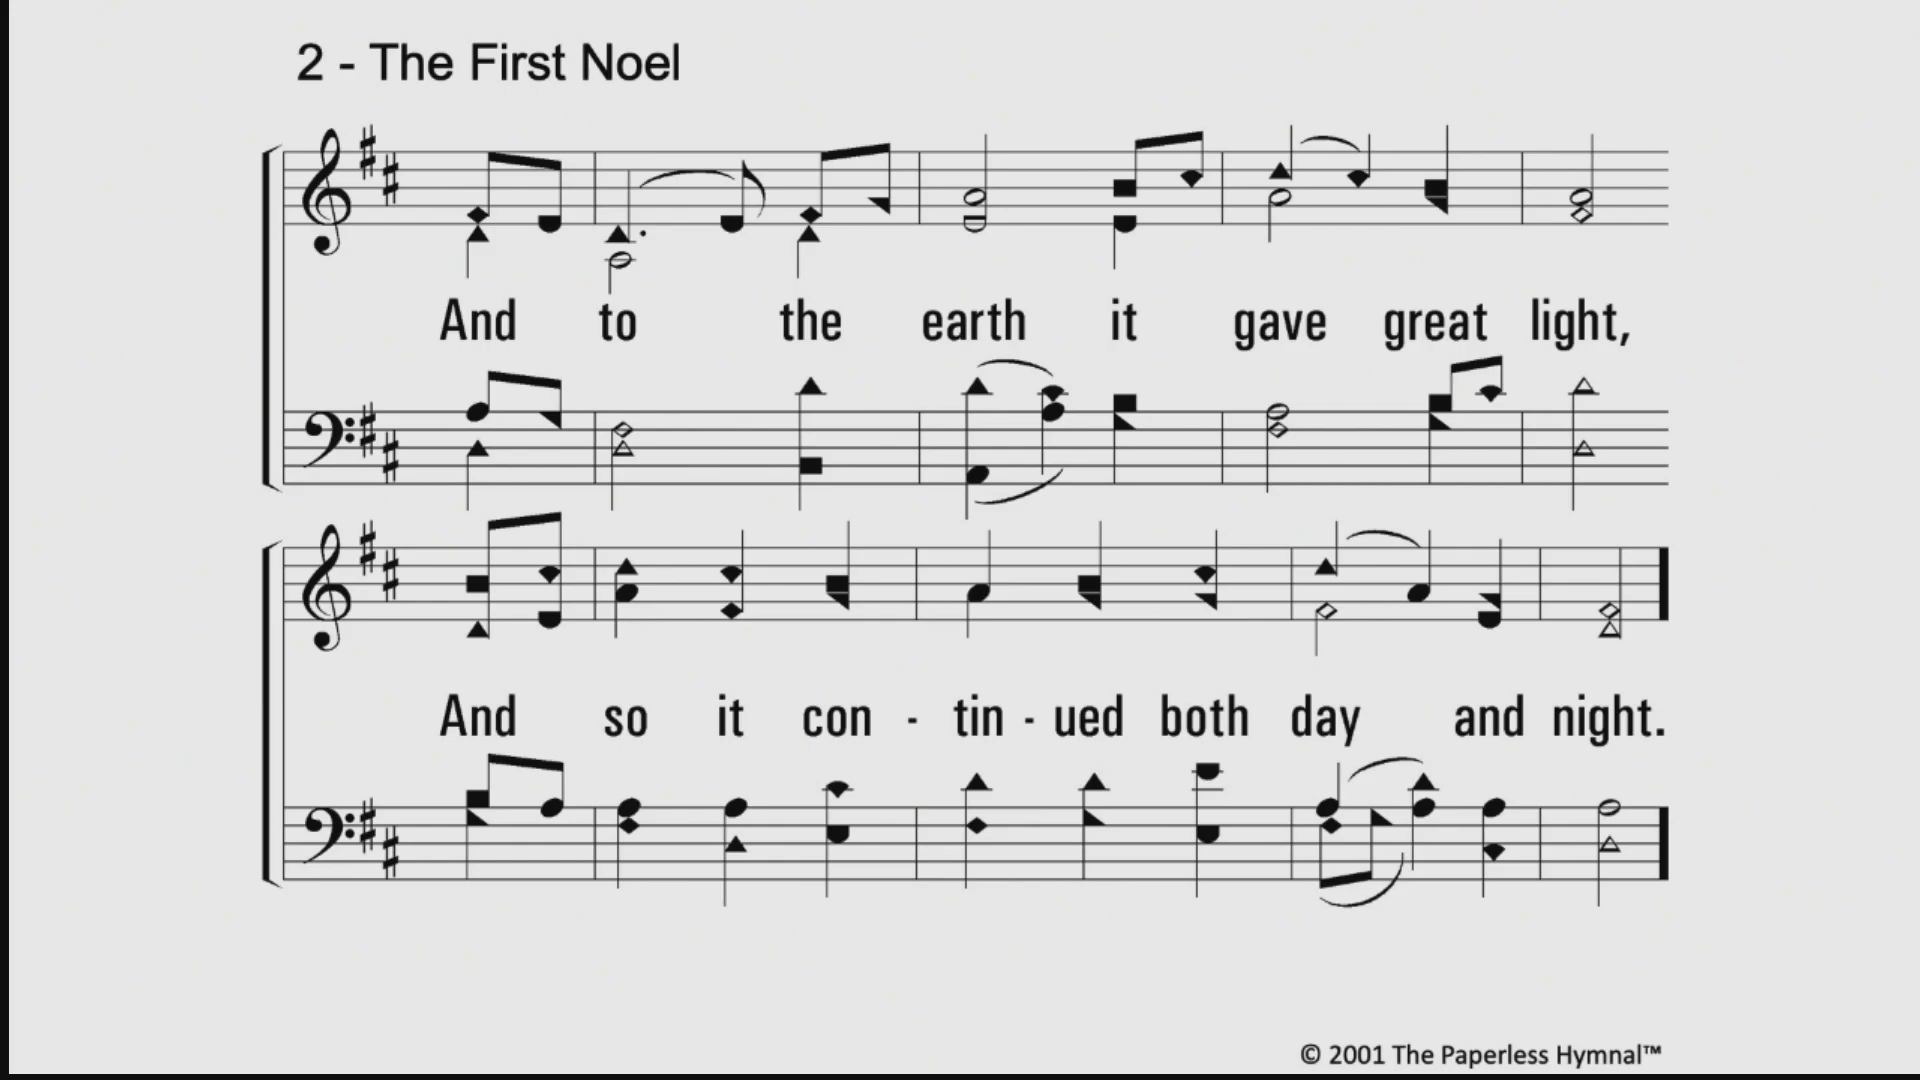 2 - The First Noel
And to the earth it gave great light,
And so it con - tin - ued both day and night.
© 2001 The Paperless Hymnal™